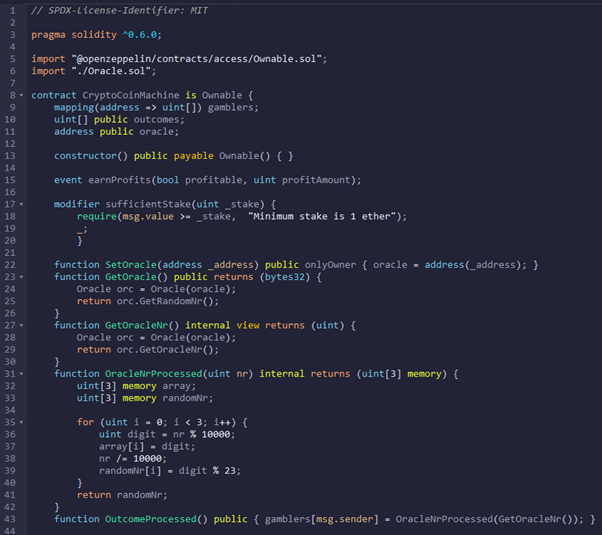 1 // SPDX-License-Identifier: MIT
2
3 pragma solidity ^0.6.0;
4
5 import "@openzeppelin/contracts/access/Ownable.sol";
6 import "./Oracle.sol";
7
8 contract CryptoCoinMachine is Ownable {
9 mapping(address => uint[]) gamblers;
10 uint[] public outcomes;
11 address public oracle;
12
13 constructor() public payable Ownable() { }
14
15 event earnProfits(bool profitable, uint profitAmount);
16
17 modifier sufficientStake(uint _stake) {
18 require(msg.value >= _stake, "Minimum stake is 1 ether");
19 _;
20 }
21
22 function SetOracle(address _address) public onlyOwner { oracle = address(_address); }
23 function GetOracle() public returns (bytes32) {
24 Oracle orc = Oracle(oracle);
25 return orc.GetRandomNr();
26 }
27 function GetOracleNr() internal view returns (uint) {
28 Oracle orc = Oracle(oracle);
29 return orc.GetOracleNr();
30 }
31 function OracleNrProcessed(uint nr) internal returns (uint[3] memory) {
32 uint[3] memory array;
33 uint[3] memory randomNr;
34
35 for (uint i = 0; i < 3; i++) {
36 uint digit = nr % 10000;
37 array[i] = digit;
38 nr /= 10000;
39 randomNr[i] = digit % 23;
40 }
41 return randomNr;
42 }
43 function OutcomeProcessed() public { gamblers[msg.sender] = OracleNrProcessed(GetOracleNr()); }
44